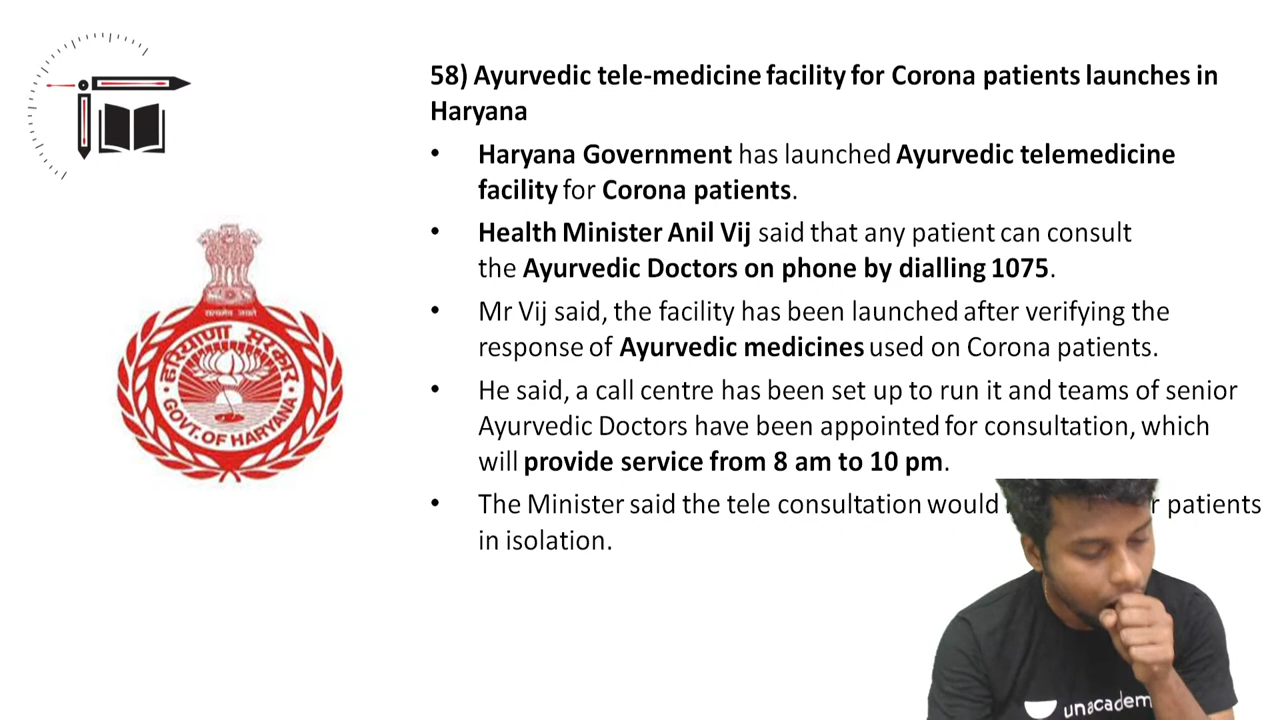 58) Ayurvedic tele-medicine facility for Corona patients launches in
Haryana
• Haryana Government has launched Ayurvedic telemedicine
facility for Corona patients.
• Health Minister Anil Vij said that any patient can consult
the Ayurvedic Doctors on phone by dialling 1075.
• Mr Vij said, the facility has been launched after verifying the
response of Ayurvedic medicines used on Corona patients.
• He said, a call centre has been set up to run it and teams of senior
Ayurvedic Doctors have been appointed for consultation, which
will provide service from 8 am to 10 pm.
• The Minister said the tele consultation would patients
in isolation.
सत्यमेव जयते
हरियाणा सरकार
GOVT. OF HARYANA
unacadem